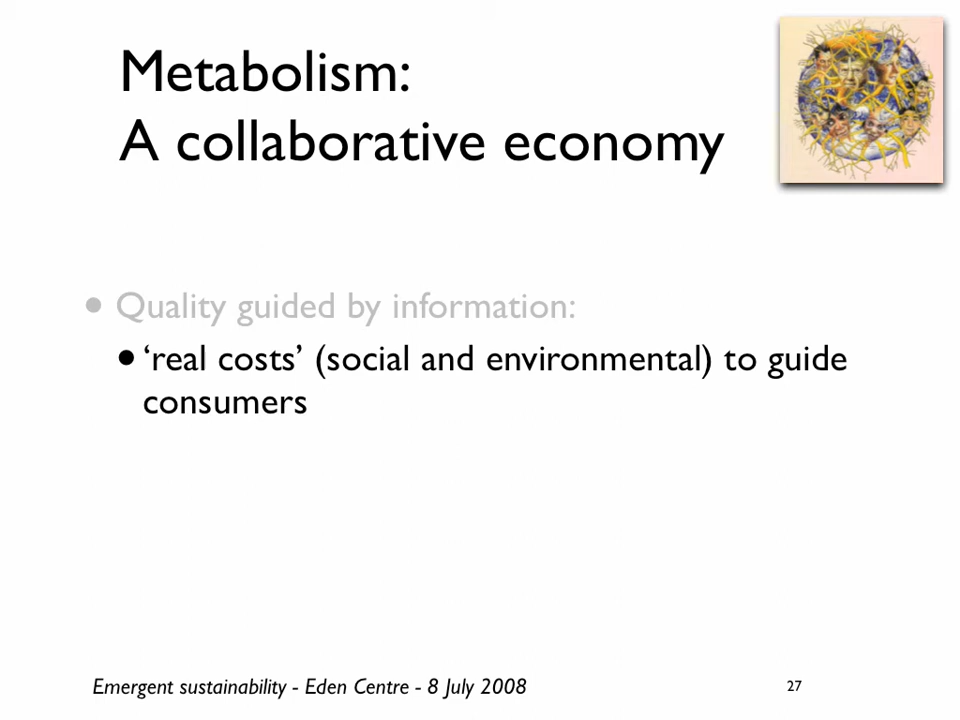 Metabolism:
A collaborative economy
• Quality guided by information:
• ‘real costs’ (social and environmental) to guide
consumers
Emergent sustainability - Eden Centre - 8 July 2008
27